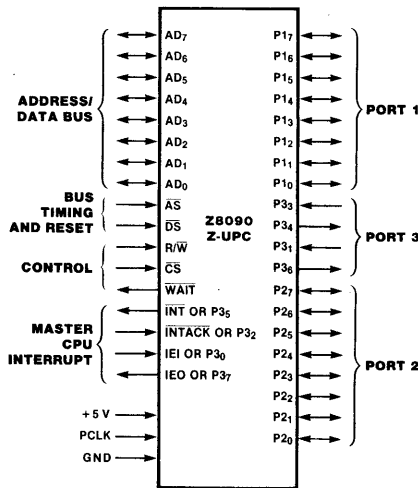 AD7
AD6
AD5
AD4
AD3
AD2
AD1
AD0
ADDRESS/
DATA BUS
AS
DS
BUS
TIMING
AND RESET
R/W
CS
WAIT
CONTROL
INT OR P35
INTACK OR P32
IEI OR P30
IEO OR P37
MASTER
CPU
INTERRUPT
+5 V
PCLK
GND
Z8090
Z-UPC
P17
P16
P15
P14
P13
P12
P11
P10
PORT 1
P33
P34
P31
P36
PORT 3
P27
P26
P25
P24
P23
P22
P21
P20
PORT 2